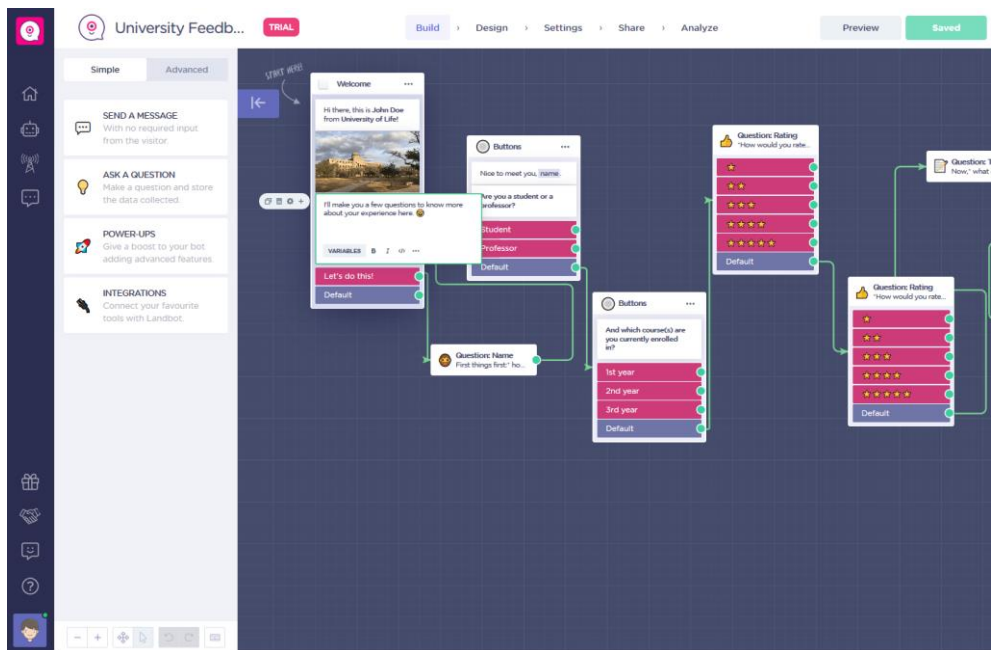 University Feedb...
TRIAL
Build
Design
Settings
Share
Analyze
Preview
Saved
Simple
Advanced
SEND A MESSAGE
With no required input
from the visitor.
ASK A QUESTION
Make a question and store
the data collected.
POWER-UPS
Give a boost to your bot
adding advanced features
INTEGRATIONS
Connect your favourite
tools with Landbot.
START HERE!
Welcome
Hi there, this is John Doe
from University of Life!
I'll make you a few questions to know more
about your experience here.
VARIABLES B I </> ...
Let's do this!
Default
Question: Name
First things first:" ho...
Buttons
Nice to meet you, name.
Are you a student or a
professor?
Student
Professor
Default
Buttons
And which course(s) are
you currently enrolled
in?
1st year
2nd year
3rd year
Default
Question: Rating
"How would you rate...
Default
Question: Rating
"How would you rate...
Default
Question: T
Now," what